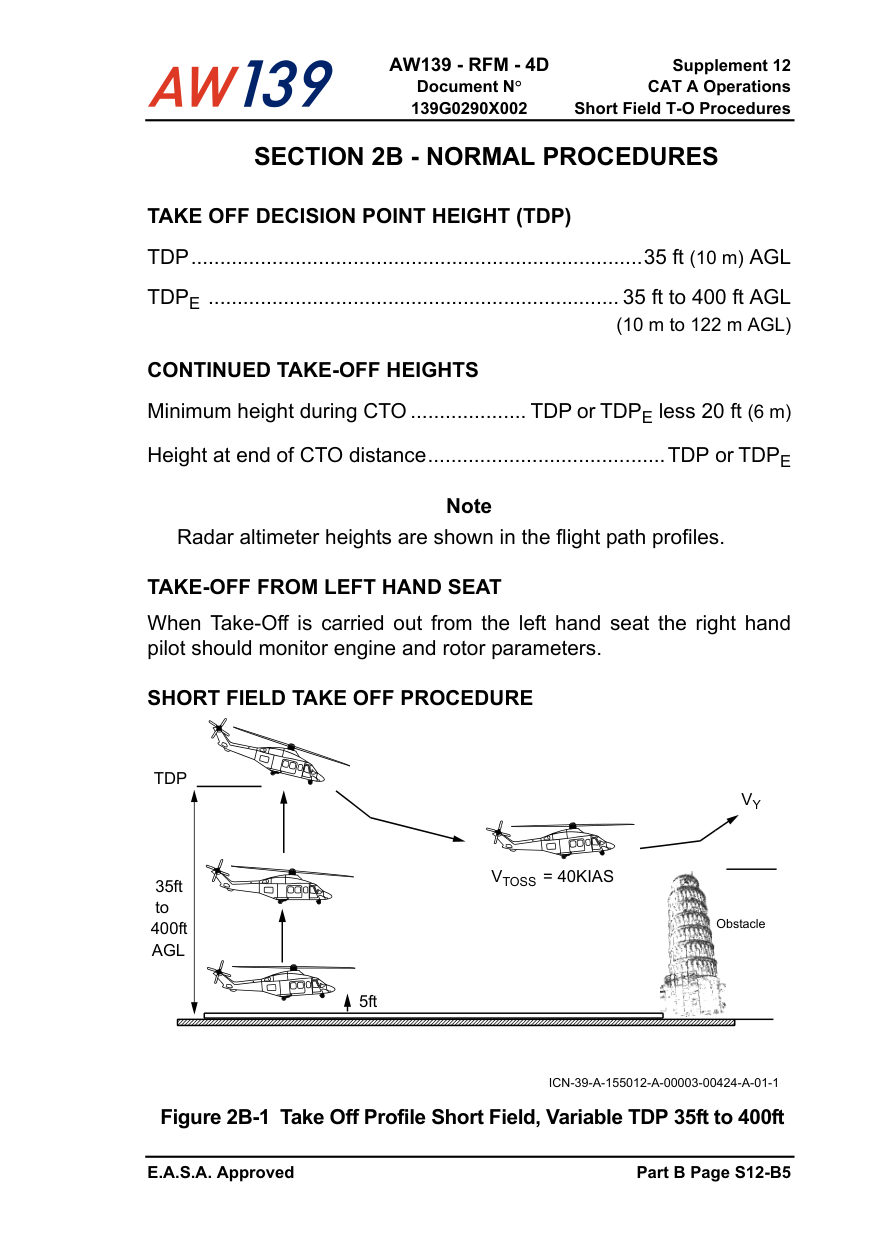 AW139
AW139 - RFM - 4D
Document N°
139G0290X002
Supplement 12
CAT A Operations
Short Field T-O Procedures
SECTION 2B - NORMAL PROCEDURES
TAKE OFF DECISION POINT HEIGHT (TDP)
TDP..............................................................................35 ft (10 m) AGL
TDPE ....................................................................... 35 ft to 400 ft AGL
(10 m to 122 m AGL)
CONTINUED TAKE-OFF HEIGHTS
Minimum height during CTO .................... TDP or TDPE less 20 ft (6 m)
Height at end of CTO distance.........................................TDP or TDPE
Note
Radar altimeter heights are shown in the flight path profiles.
TAKE-OFF FROM LEFT HAND SEAT
When Take-Off is carried out from the left hand seat the right hand
pilot should monitor engine and rotor parameters.
SHORT FIELD TAKE OFF PROCEDURE
TDP
VY
VTOSS = 40KIAS
35ft
to
400ft
AGL
Obstacle
5ft
ICN-39-A-155012-A-00003-00424-A-01-1
Figure 2B-1 Take Off Profile Short Field, Variable TDP 35ft to 400ft
E.A.S.A. Approved
Part B Page S12-B5